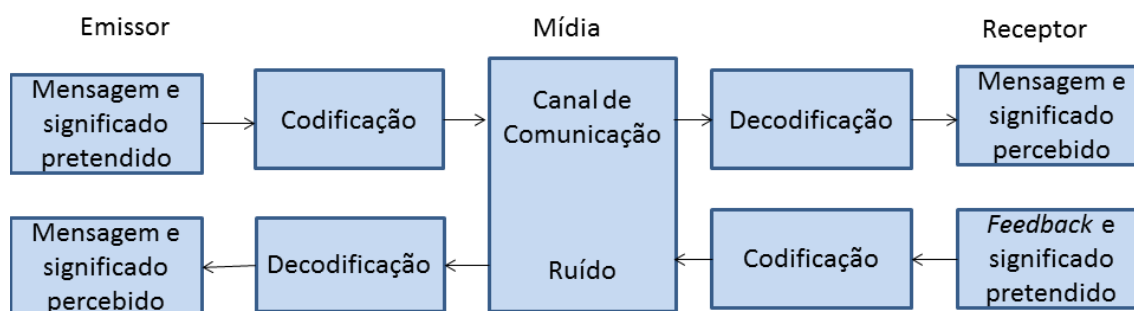 Emissor
Mídia
Receptor
Mensagem e
significado
pretendido
Codificação
Canal de
Comunicação
Decodificação
Mensagem e
significado
percebido
Mensagem e
significado
percebido
Decodificação
Ruído
Codificação
Feedback e
significado
pretendido